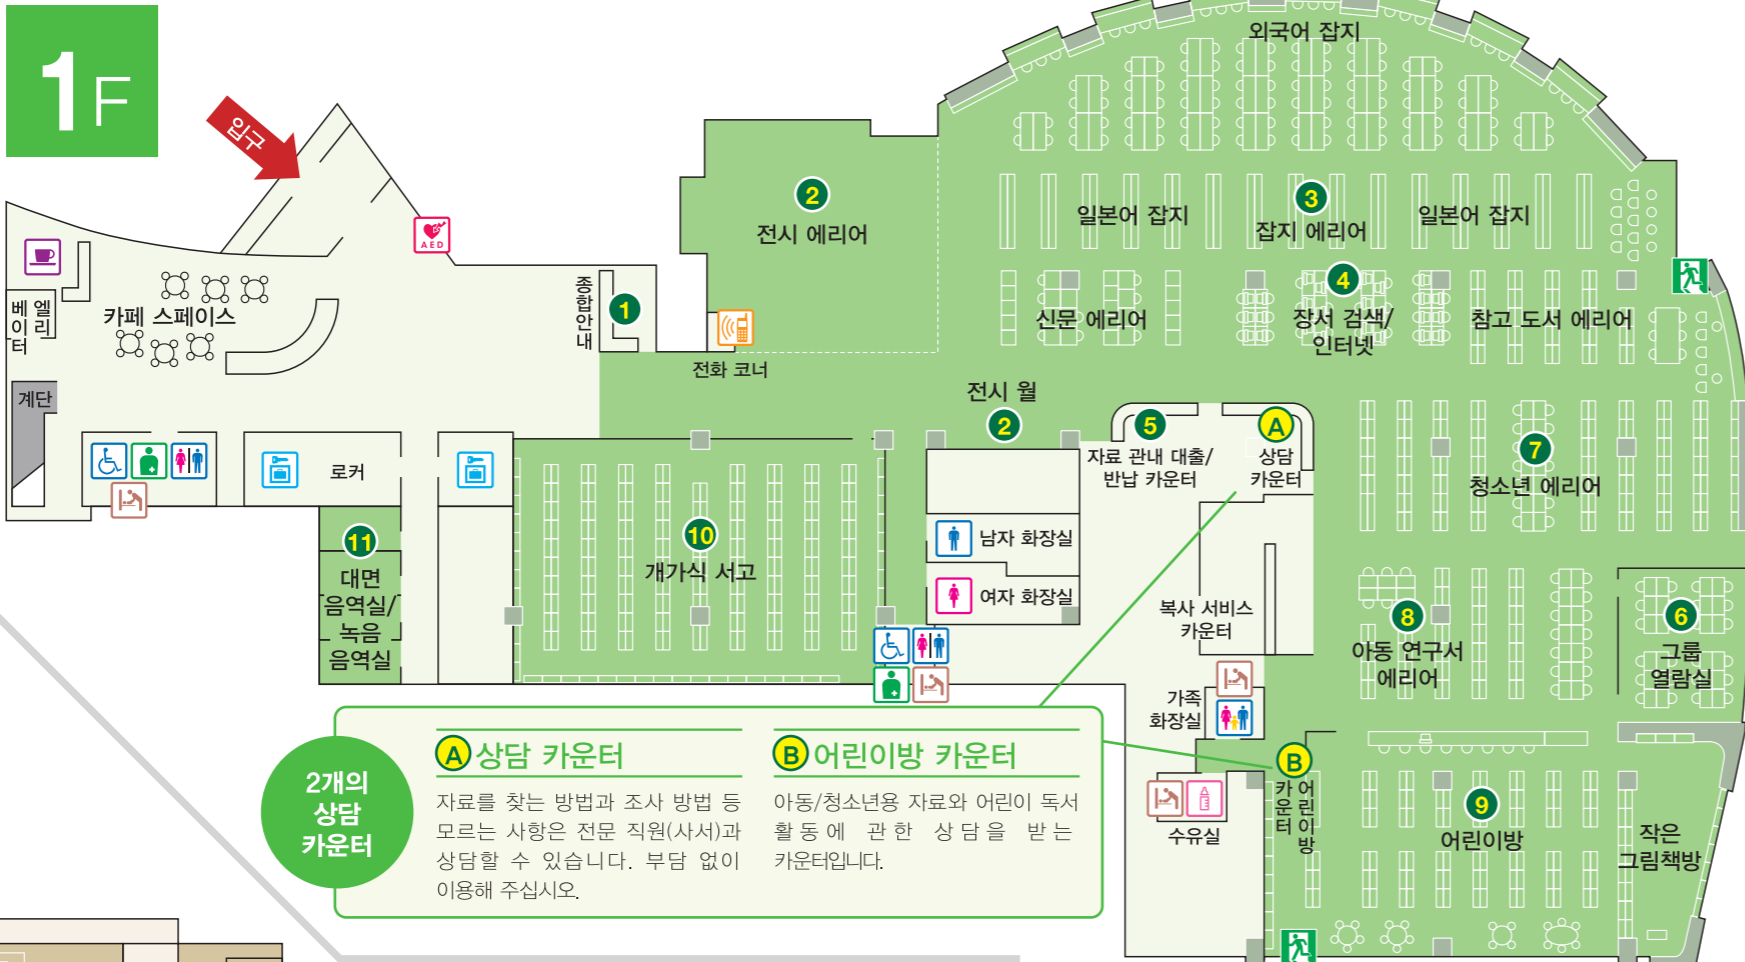 1F
입구
AED
외국어 잡지
2
전시 에리어
일본어 잡지
3
잡지 에리어
일본어 잡지
엘리
베이터
카페 스페이스
종합안내
1
신문 에리어
4
장서 검색/
인터넷
참고 도서 에리어
전화 코너
계단
전시 월
2
5
자료 관내 대출/
반납 카운터
A
상담
카운터
7
청소년 에리어
로커
11
대면
음역실/
녹음
음역실
10
개가식 서고
남자 화장실
여자 화장실
복사 서비스
카운터
8
아동 연구서
에리어
6
그룹
열람실
가족
화장실
B
어린이방
카운터
수유실
9
어린이방
작은
그림책방
2개의
상담
카운터
A 상담 카운터
자료를 찾는 방법과 조사 방법 등
모르는 사항은 전문 직원(사서)과
상담할 수 있습니다. 부담 없이
이용해 주십시오.
B 어린이방 카운터
아동/청소년용 자료와 어린이 독서
활동에 관한 상담을 받는
카운터입니다.